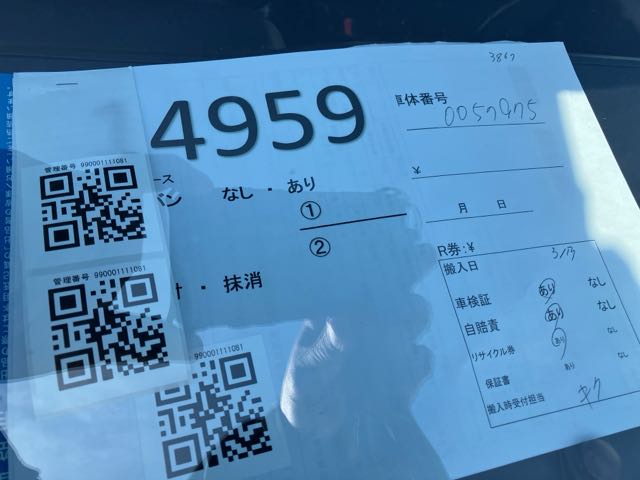 3867
4959
車体番号 0057475
管理番号 990001111081
ース
バン なし ・ あり
①
②
¥
月 日
R券:¥
・ 抹消
管理番号 990001111081
990001111081
搬入日 3/13
車検証 あり なし
自賠責 あり なし
リサイクル券 あり なし
保証書 あり なし
搬入時受付担当 キク